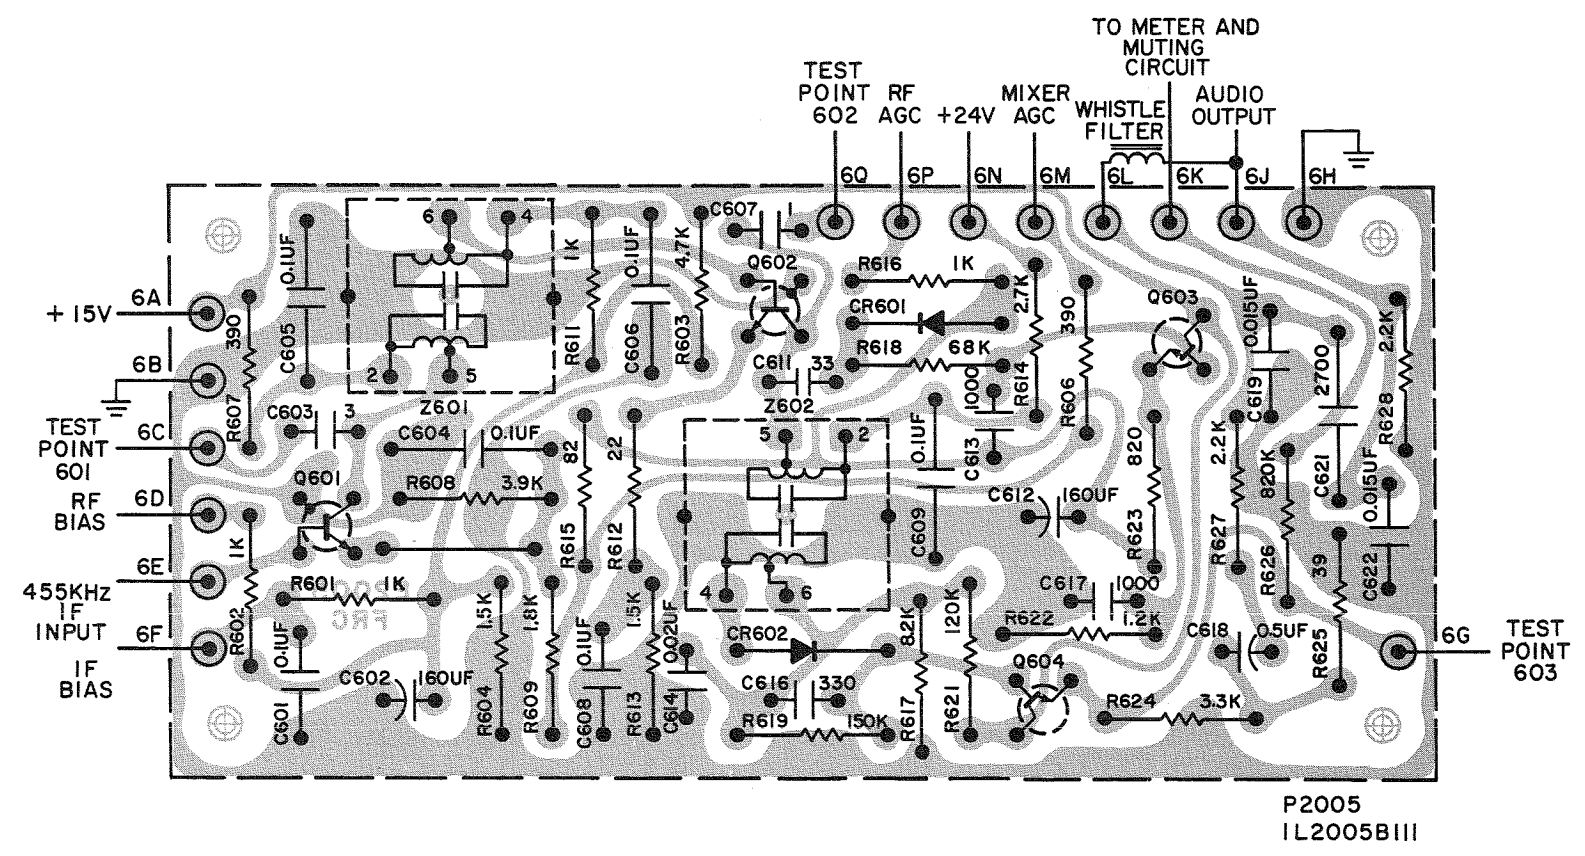 TO METER AND
MUTING
CIRCUIT
TEST
POINT
602
RF
AGC
+24V
MIXER
AGC
WHISTLE
FILTER
AUDIO
OUTPUT
6Q
6P
6N
6M
6L
6K
6J
6H
+15V
6A
6B
TEST
POINT
601
6C
RF
BIAS
6D
6E
455KHz
IF
INPUT
6F
IF
BIAS
390
R607
0.1UF
C605
6
4
2
5
Z601
1K
R611
0.1UF
C606
4.7K
R603
C607
1
Q602
R616
1K
CR601
R618
68K
C611
33
Z602
2.7K
R614
390
R606
1000
C613
Q603
0.015UF
C619
2700
C621
2.2K
R628
C603
3
C604
0.1UF
Q601
R608
3.9K
82
R615
22
R612
5
2
4
6
0.1UF
C609
C612
160UF
820
R623
2.2K
R627
820K
R626
0.015UF
C622
39
R625
1K
R602
R601
1K
FRC
0.1UF
C601
C602
160UF
1.5K
R604
1.8K
R609
0.1UF
C608
1.5K
R613
0.02UF
C614
CR602
C616
330
R619
150K
82K
R617
120K
R621
C617
1000
R622
1.2K
Q604
R624
3.3K
C618
0.5UF
6G
TEST
POINT
603
P2005
IL2005B111